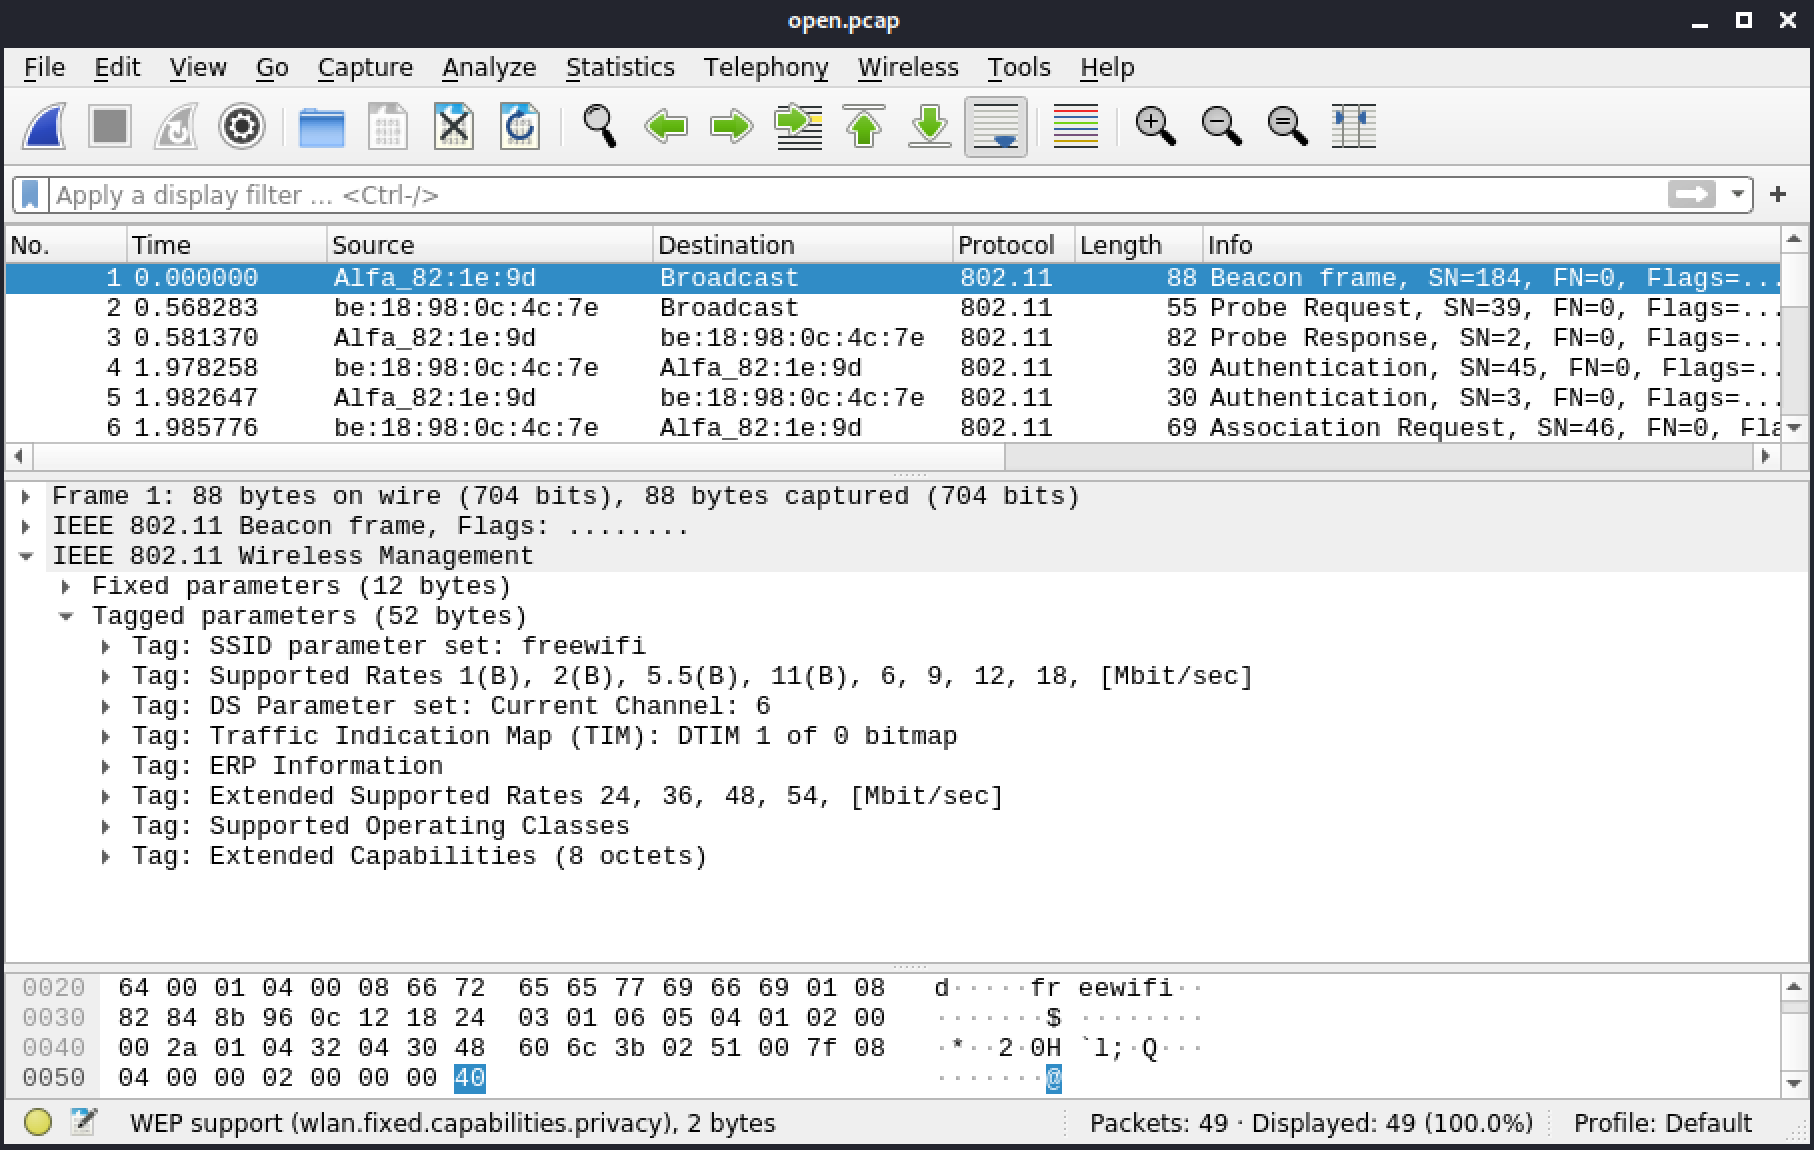 open.pcap
File Edit View Go Capture Analyze Statistics Telephony Wireless Tools Help
Apply a display filter ... <Ctrl-/>
No. Time Source Destination Protocol Length Info
1 0.000000 Alfa_82:1e:9d Broadcast 802.11 88 Beacon frame, SN=184, FN=0, Flags=...
2 0.568283 be:18:98:0c:4c:7e Broadcast 802.11 55 Probe Request, SN=39, FN=0, Flags=...
3 0.581370 Alfa_82:1e:9d be:18:98:0c:4c:7e 802.11 82 Probe Response, SN=2, FN=0, Flags=...
4 1.978258 be:18:98:0c:4c:7e Alfa_82:1e:9d 802.11 30 Authentication, SN=45, FN=0, Flags=...
5 1.982647 Alfa_82:1e:9d be:18:98:0c:4c:7e 802.11 30 Authentication, SN=3, FN=0, Flags=...
6 1.985776 be:18:98:0c:4c:7e Alfa_82:1e:9d 802.11 69 Association Request, SN=46, FN=0, Fla
Frame 1: 88 bytes on wire (704 bits), 88 bytes captured (704 bits)
IEEE 802.11 Beacon frame, Flags: ........
IEEE 802.11 Wireless Management
Fixed parameters (12 bytes)
Tagged parameters (52 bytes)
Tag: SSID parameter set: freewifi
Tag: Supported Rates 1(B), 2(B), 5.5(B), 11(B), 6, 9, 12, 18, [Mbit/sec]
Tag: DS Parameter set: Current Channel: 6
Tag: Traffic Indication Map (TIM): DTIM 1 of 0 bitmap
Tag: ERP Information
Tag: Extended Supported Rates 24, 36, 48, 54, [Mbit/sec]
Tag: Supported Operating Classes
Tag: Extended Capabilities (8 octets)
0020 64 00 01 04 00 08 66 72 65 65 77 69 66 69 01 08 d·····fr eewifi··
0030 82 84 8b 96 0c 12 18 24 03 01 06 05 04 01 02 00 ·······$ ········
0040 00 2a 01 04 32 04 30 48 60 6c 3b 02 51 00 7f 08 ·*··2·0H `l;·Q···
0050 04 00 00 02 00 00 00 40 ·······@
WEP support (wlan.fixed.capabilities.privacy), 2 bytes Packets: 49 · Displayed: 49 (100.0%) Profile: Default